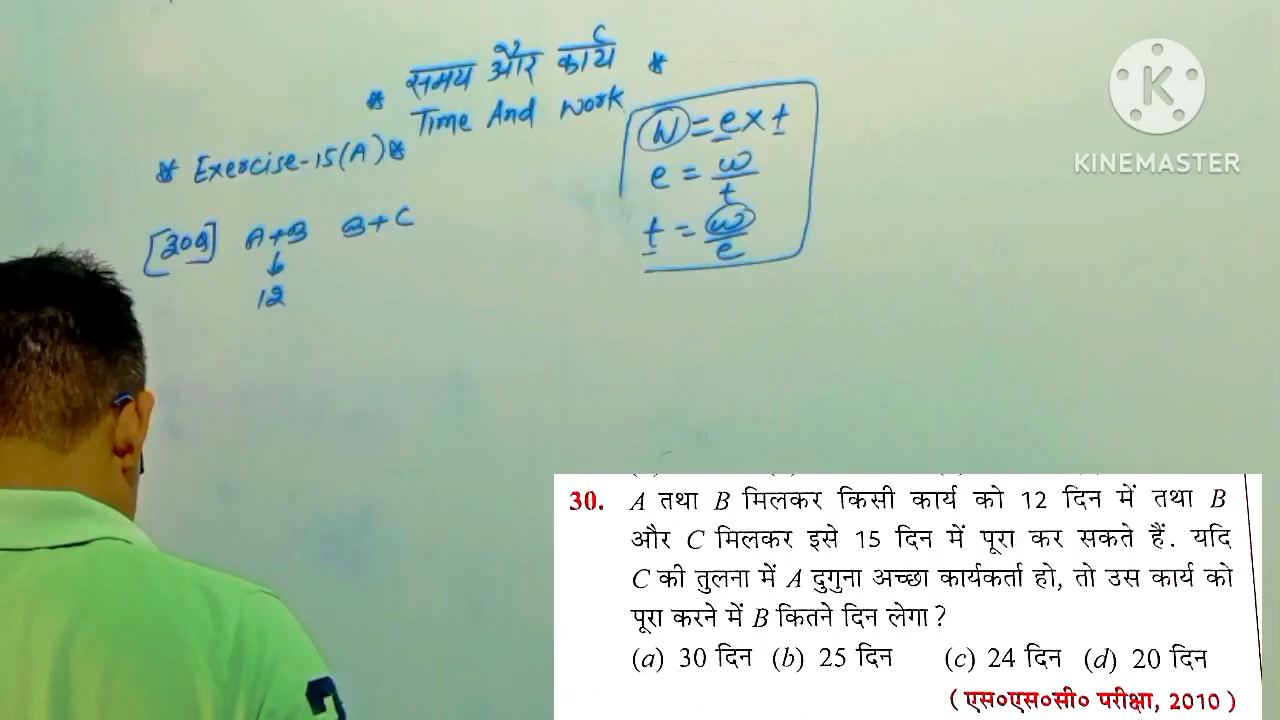 * समय और कार्य *
Time And Work
* Exercise-15(A)*
W = e x t
e = w/t
t = w/e
[30Q] A+B B+C
12
KINEMASTER
30. A तथा B मिलकर किसी कार्य को 12 दिन में तथा B
और C मिलकर इसे 15 दिन में पूरा कर सकते हैं. यदि
C की तुलना में A दुगुना अच्छा कार्यकर्ता हो, तो उस कार्य को
पूरा करने में B कितने दिन लेगा ?
(a) 30 दिन (b) 25 दिन (c) 24 दिन (d) 20 दिन
( एस०एस०सी० परीक्षा, 2010 )